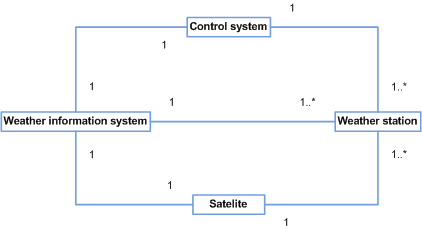 1
Control system
1
1
1..*
1
1..*
Weather information system
Weather station
1
1..*
1
Satelite
1